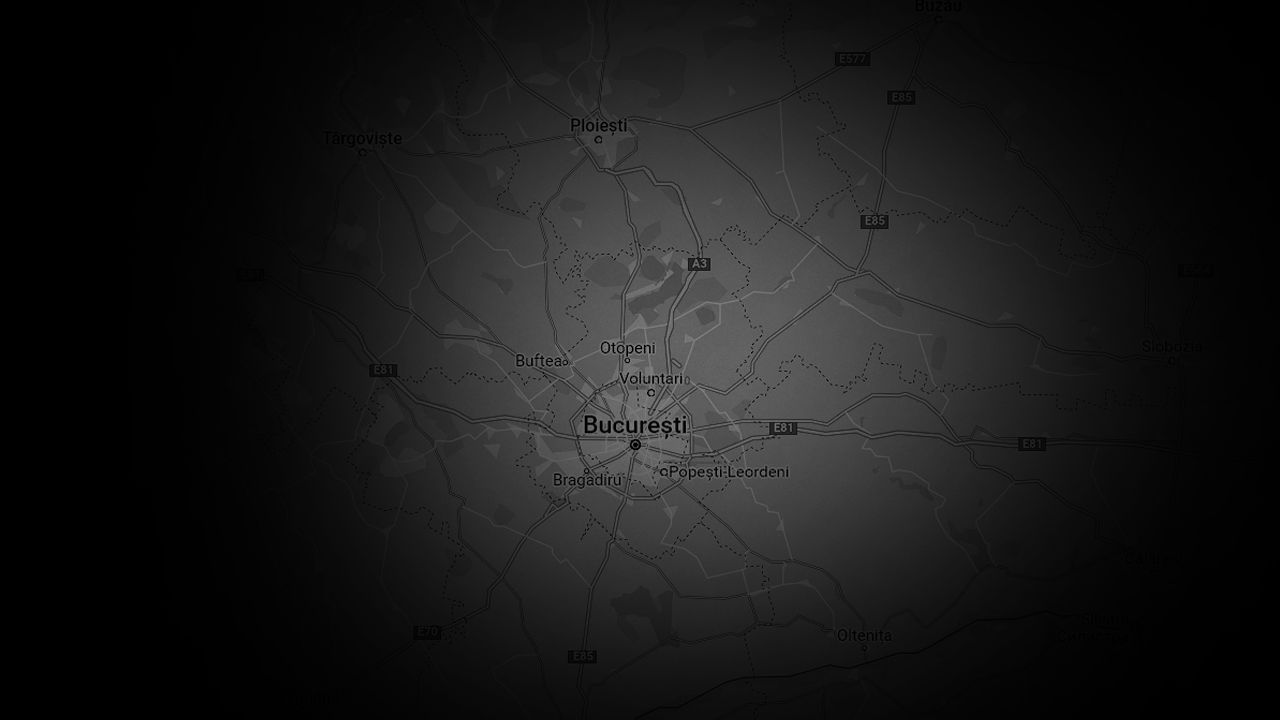 Buzău
E577
E85
Ploiești
Târgoviște
E85
A3
Otopeni
Buftea
Slobozia
E81
Voluntari
București
E81
E81
Popești-Leordeni
Bragadiru
E70
Oltenița
E85